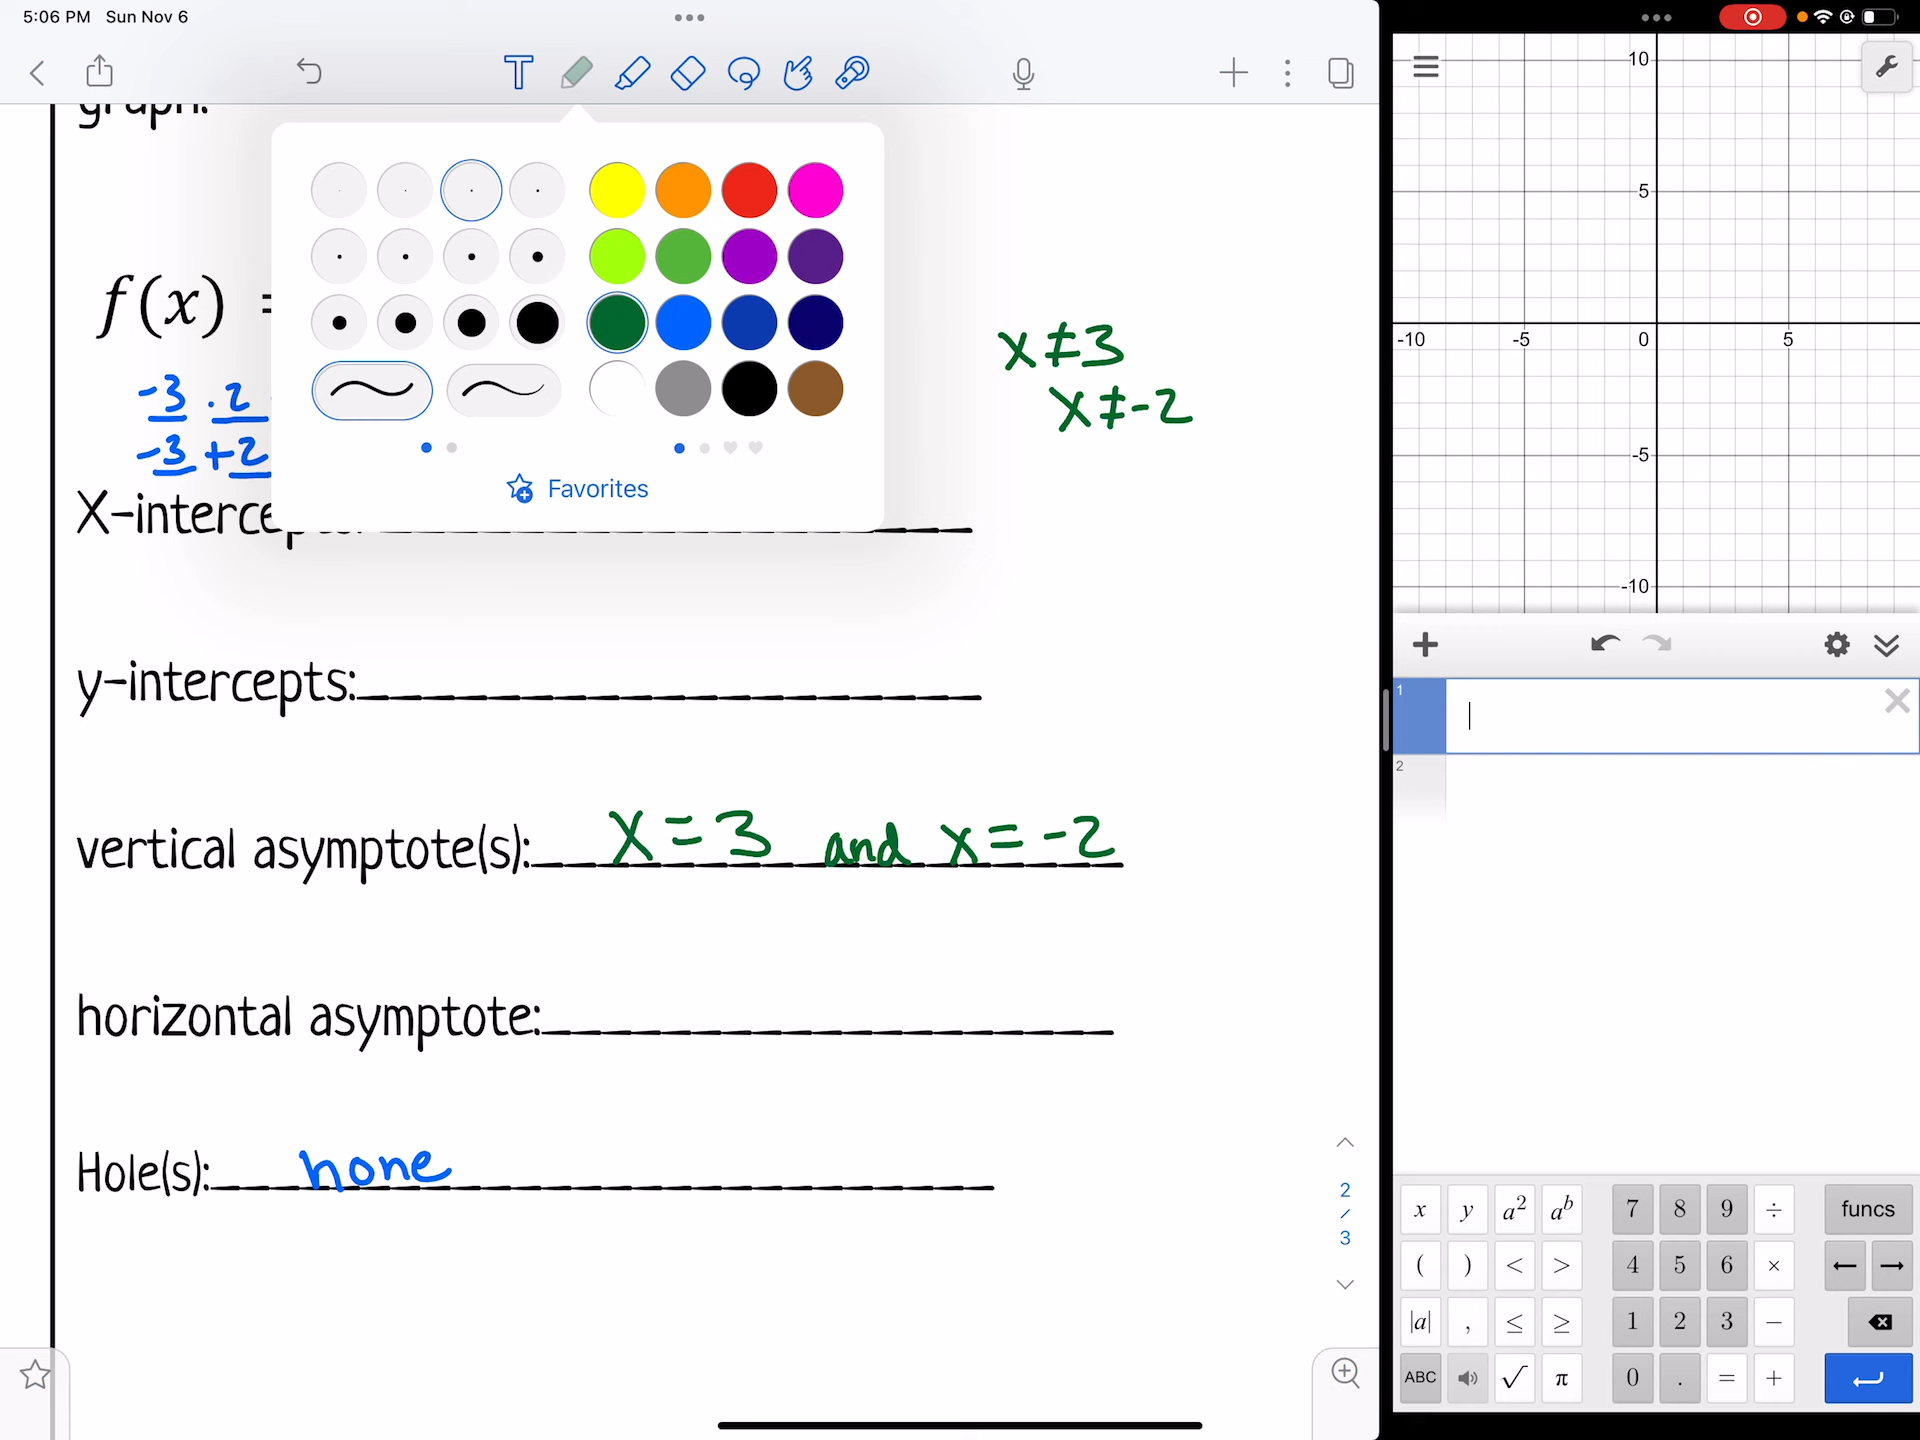 5:06 PM Sun Nov 6
graph:
f(x) =
x ≠ 3
x ≠ -2
-3 · 2
-3 + 2
Favorites
X-intercepts:
y-intercepts:
vertical asymptote(s): x = 3 and x = -2
horizontal asymptote:
Hole(s): none
2
/
3
10
5
-10 -5 0 5
-5
-10
1
2
x y a² aᵇ 7 8 9 ÷ funcs
( ) < > 4 5 6 × ← →
|a| , ≤ ≥ 1 2 3 −
ABC √ π 0 . = +